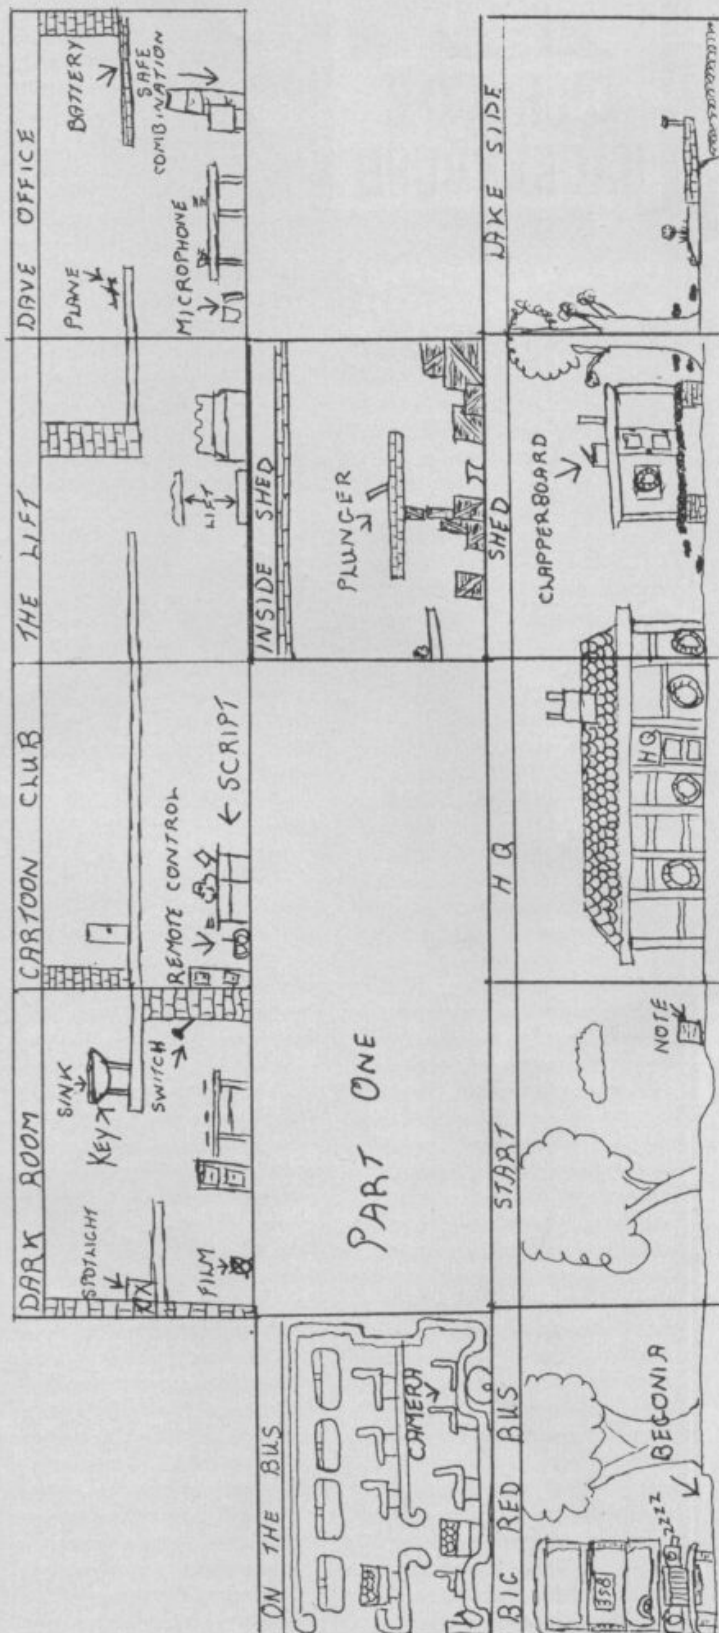 DARK ROOM
SPOTLIGHT
SINK
KEY
SWITCH
FILM
CARTOON CLUB
REMOTE CONTROL
SCRIPT
THE LIFT
LIFT
DAVE OFFICE
PLANE
BATTERY
MICROPHONE
SAFE
COMBINATION
ON THE BUS
CAMERA
PART ONE
INSIDE SHED
PLUNGER
BIG RED BUS
358
ZZZZ
BEGONIA
START
NOTE
HQ
HQ
SHED
CLAPPERBOARD
LAKE SIDE